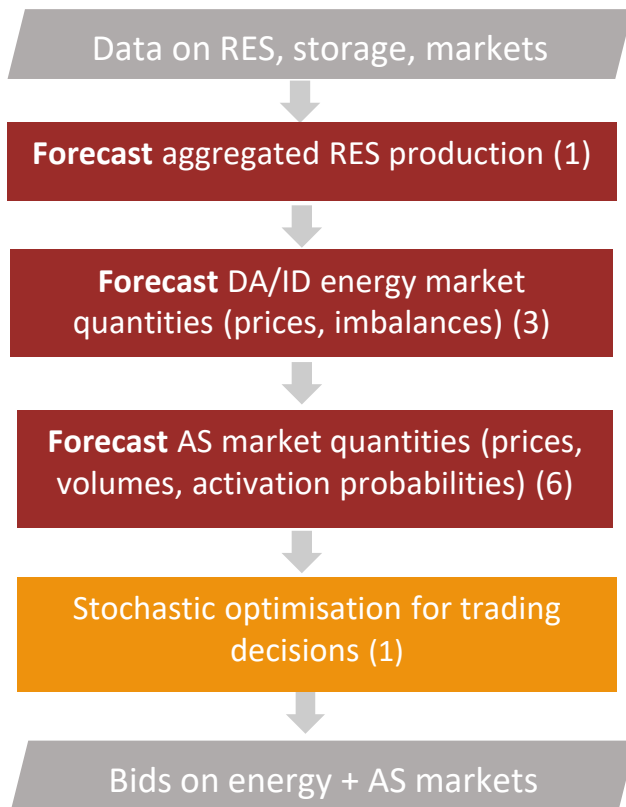 Data on RES, storage, markets
Forecast aggregated RES production (1)
Forecast DA/ID energy market
quantities (prices, imbalances) (3)
Forecast AS market quantities (prices,
volumes, activation probabilities) (6)
Stochastic optimisation for trading
decisions (1)
Bids on energy + AS markets